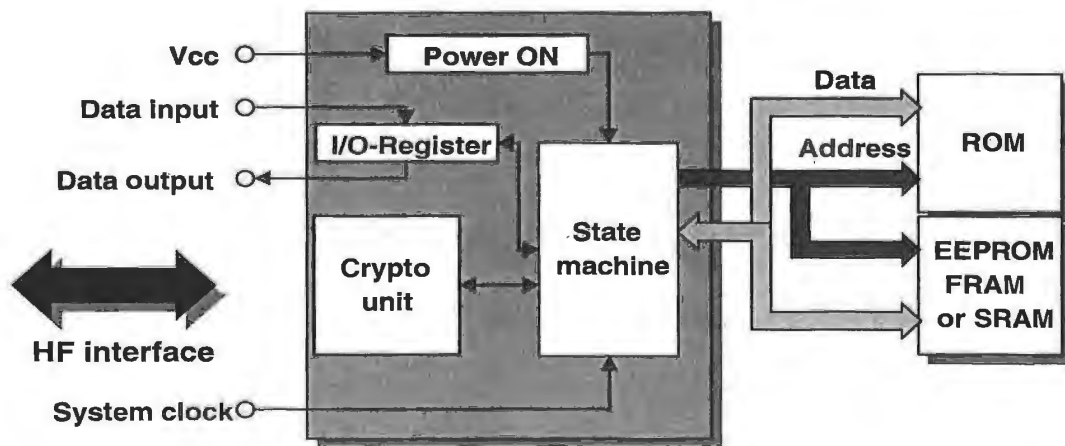 Vcc
Power ON
Data input
I/O-Register
Data output
Data
ROM
Address
State
machine
Crypto
unit
EEPROM
FRAM
or SRAM
HF interface
System clock